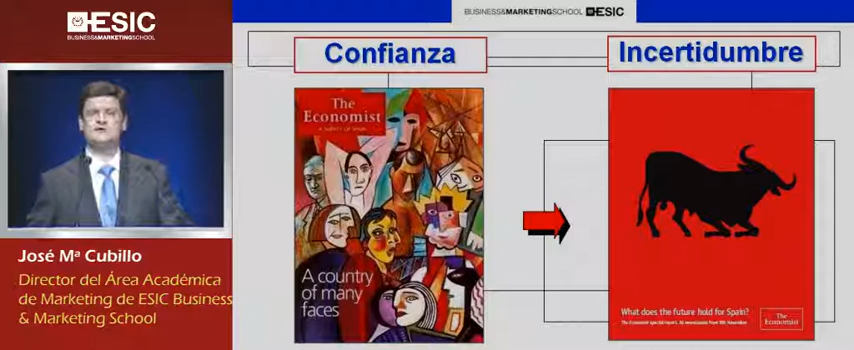 ESIC
BUSINESS&MARKETINGSCHOOL
BUSINESS&MARKETINGSCHOOL ESIC
Confianza
Incertidumbre
The
Economist
A country
of many
faces
What does the future hold for Spain?
The Economist
José Mª Cubillo
Director del Área Académica
de Marketing de ESIC Business
& Marketing School